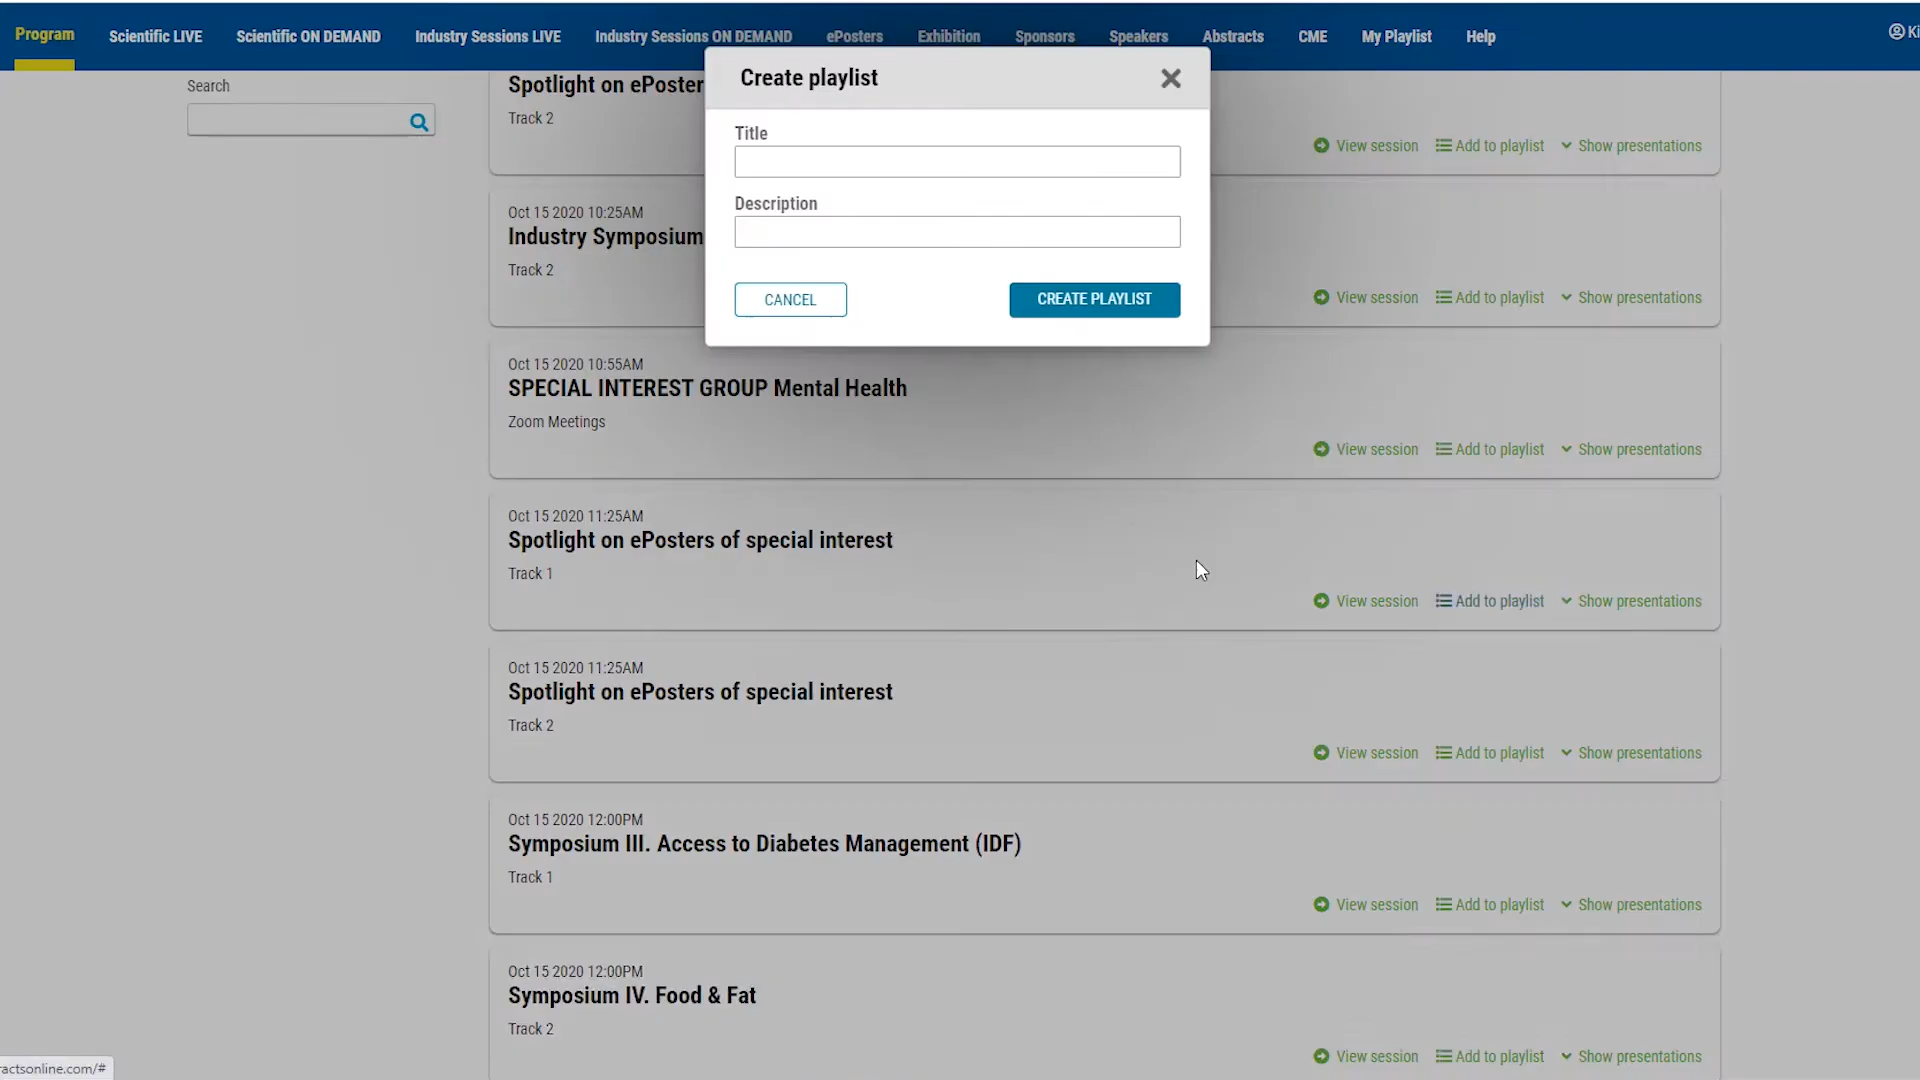 Program Scientific LIVE Scientific ON DEMAND Industry Sessions LIVE Industry Sessions ON DEMAND ePosters Exhibition Sponsors Speakers Abstracts CME My Playlist Help
Search
Create playlist
Title
Description
CANCEL CREATE PLAYLIST
Spotlight on ePoster
Track 2
View session Add to playlist Show presentations
Oct 15 2020 10:25AM
Industry Symposium
Track 2
View session Add to playlist Show presentations
Oct 15 2020 10:55AM
SPECIAL INTEREST GROUP Mental Health
Zoom Meetings
View session Add to playlist Show presentations
Oct 15 2020 11:25AM
Spotlight on ePosters of special interest
Track 1
View session Add to playlist Show presentations
Oct 15 2020 11:25AM
Spotlight on ePosters of special interest
Track 2
View session Add to playlist Show presentations
Oct 15 2020 12:00PM
Symposium III. Access to Diabetes Management (IDF)
Track 1
View session Add to playlist Show presentations
Oct 15 2020 12:00PM
Symposium IV. Food & Fat
Track 2
View session Add to playlist Show presentations
ractsonline.com/#